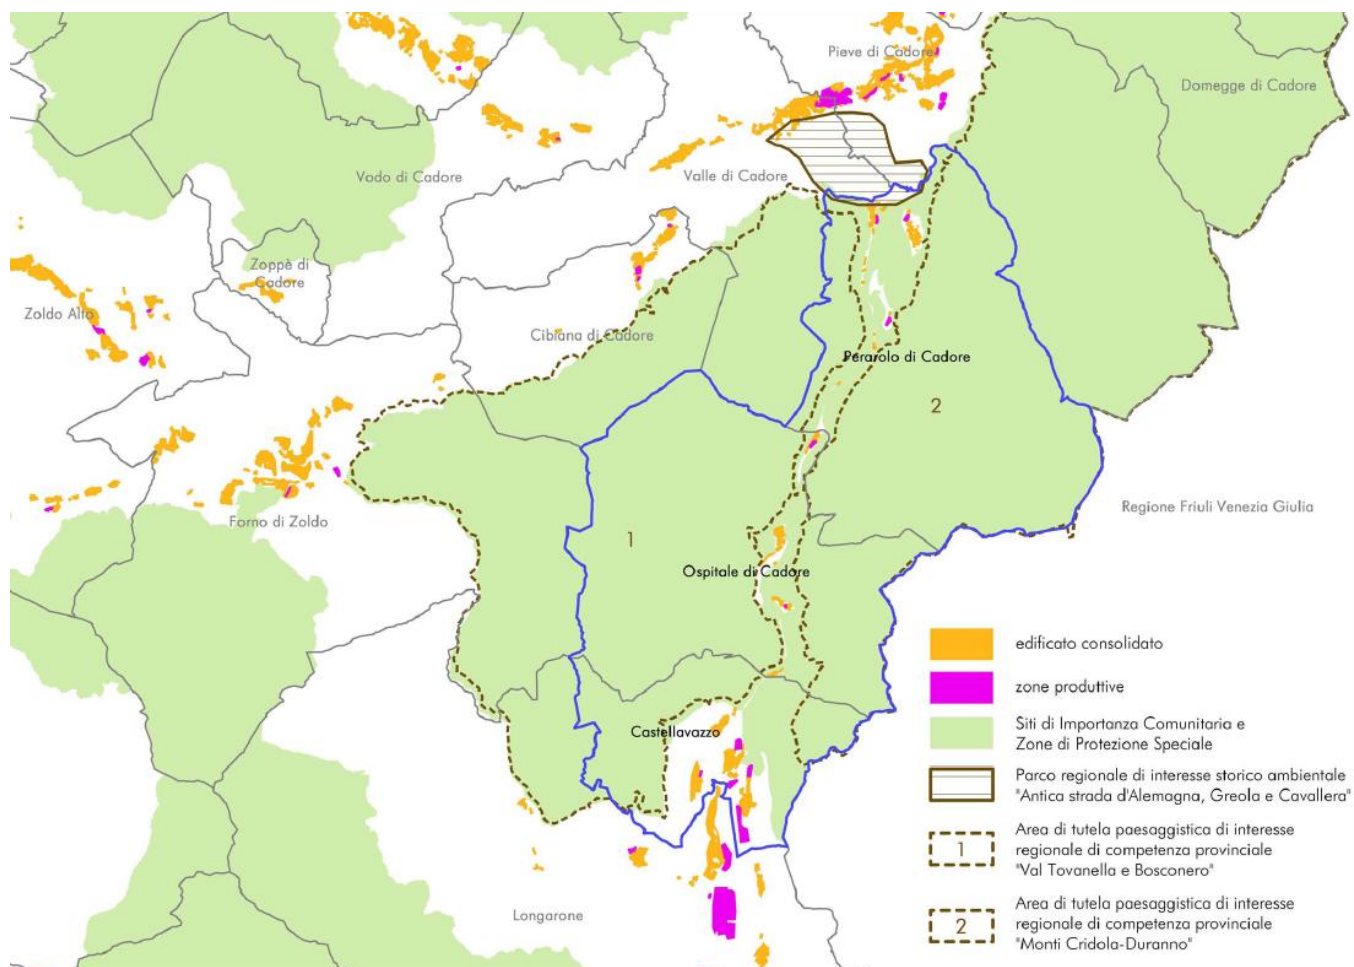 Pieve di Cadore
Domegge di Cadore
Vodo di Cadore
Valle di Cadore
Zoppè di
Cadore
Zoldo Alto
Cibiana di Cadore
Perarolo di Cadore
2
Regione Friuli Venezia Giulia
Forno di Zoldo
1
Ospitale di Cadore
Castellavazzo
Longarone
edificato consolidato
zone produttive
Siti di Importanza Comunitaria e
Zone di Protezione Speciale
Parco regionale di interesse storico ambientale
"Antica strada d'Alemagna, Greola e Cavallera"
1
Area di tutela paesaggistica di interesse
regionale di competenza provinciale
"Val Tovanella e Bosconero"
2
Area di tutela paesaggistica di interesse
regionale di competenza provinciale
"Monti Cridola-Duranno"